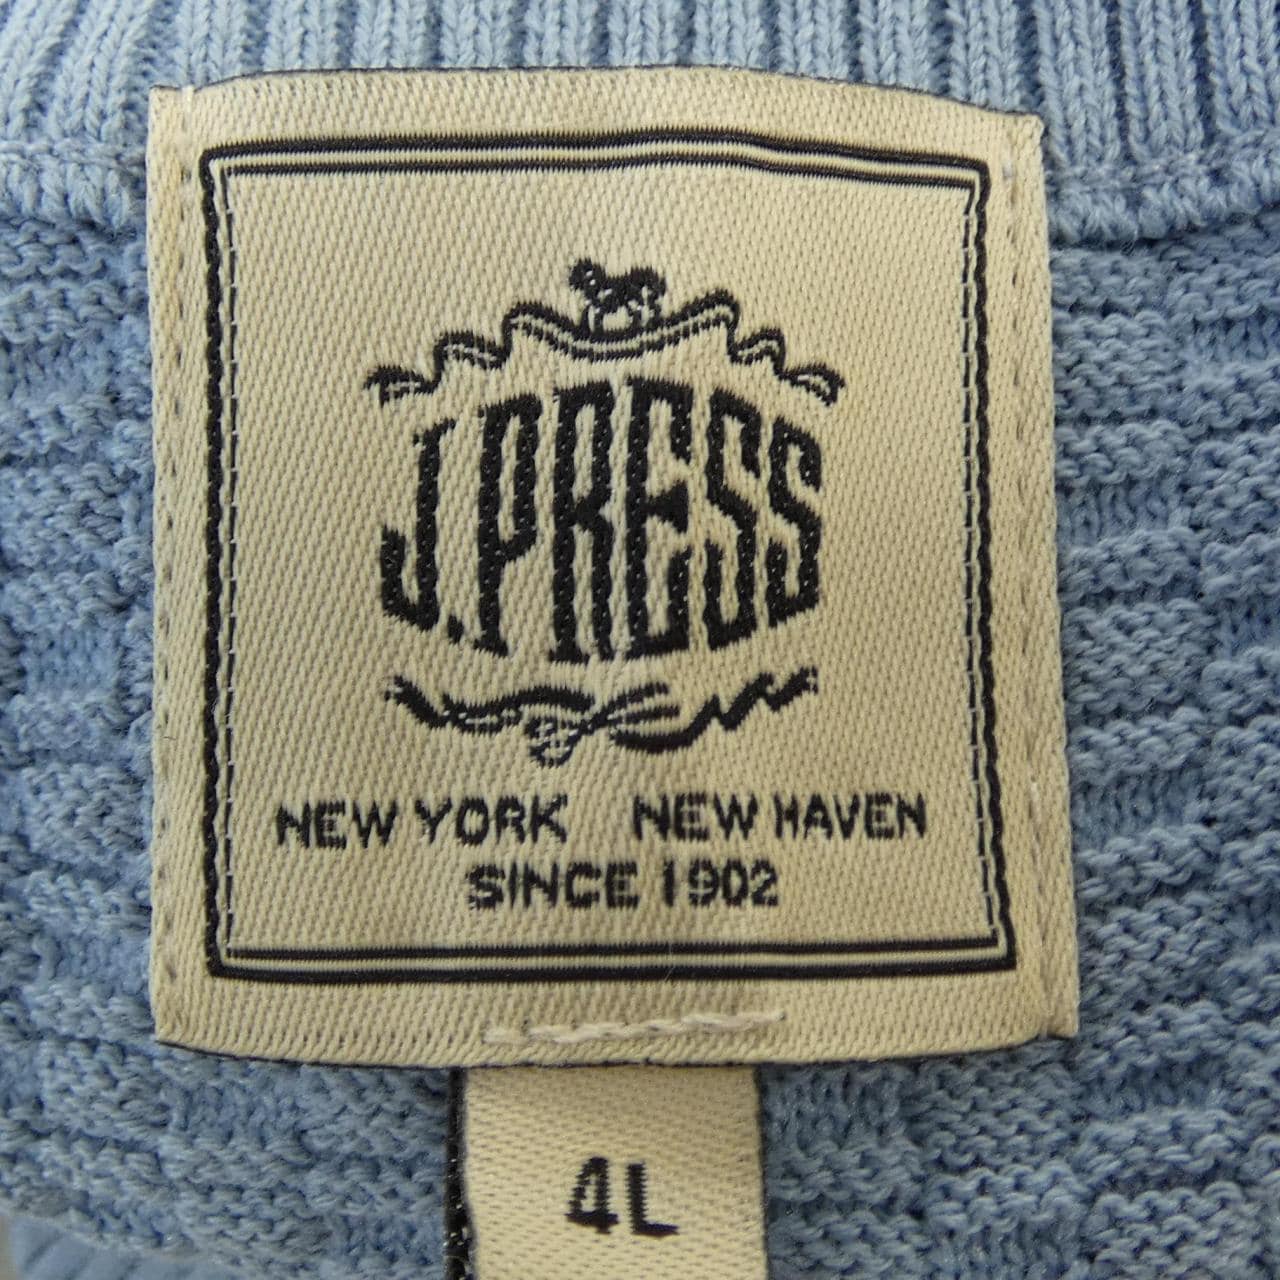 J.PRESS
NEW YORK NEW HAVEN
SINCE 1902
4L